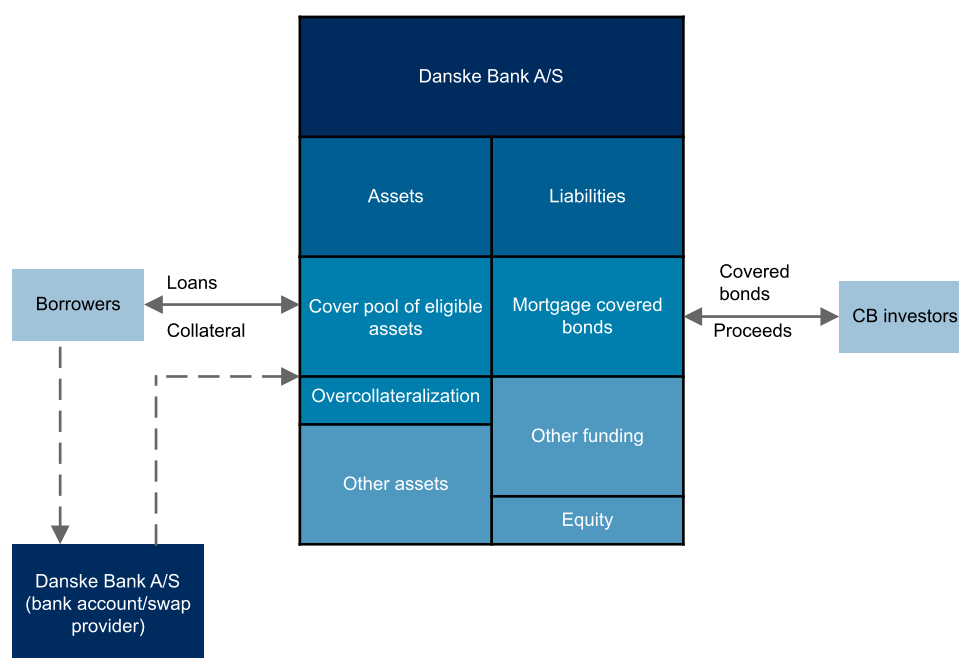 Danske Bank A/S
Assets
Liabilities
Borrowers
Loans
Collateral
Cover pool of eligible
assets
Mortgage covered
bonds
Covered
bonds
Proceeds
CB investors
Overcollateralization
Other funding
Other assets
Equity
Danske Bank A/S
(bank account/swap
provider)